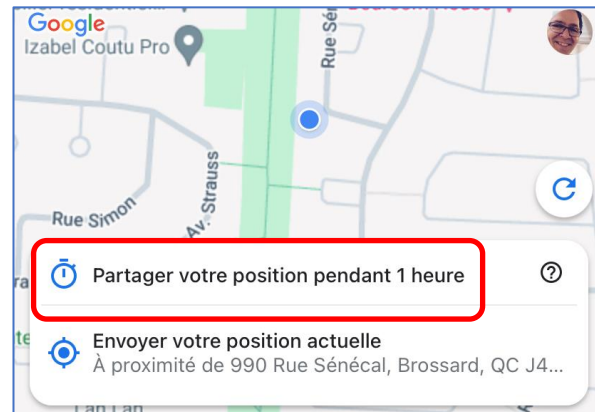 Google
Izabel Coutu Pro
Rue Sén
Rue Simon
Av. Strauss
Partager votre position pendant 1 heure
Envoyer votre position actuelle
À proximité de 990 Rue Sénécal, Brossard, QC J4...